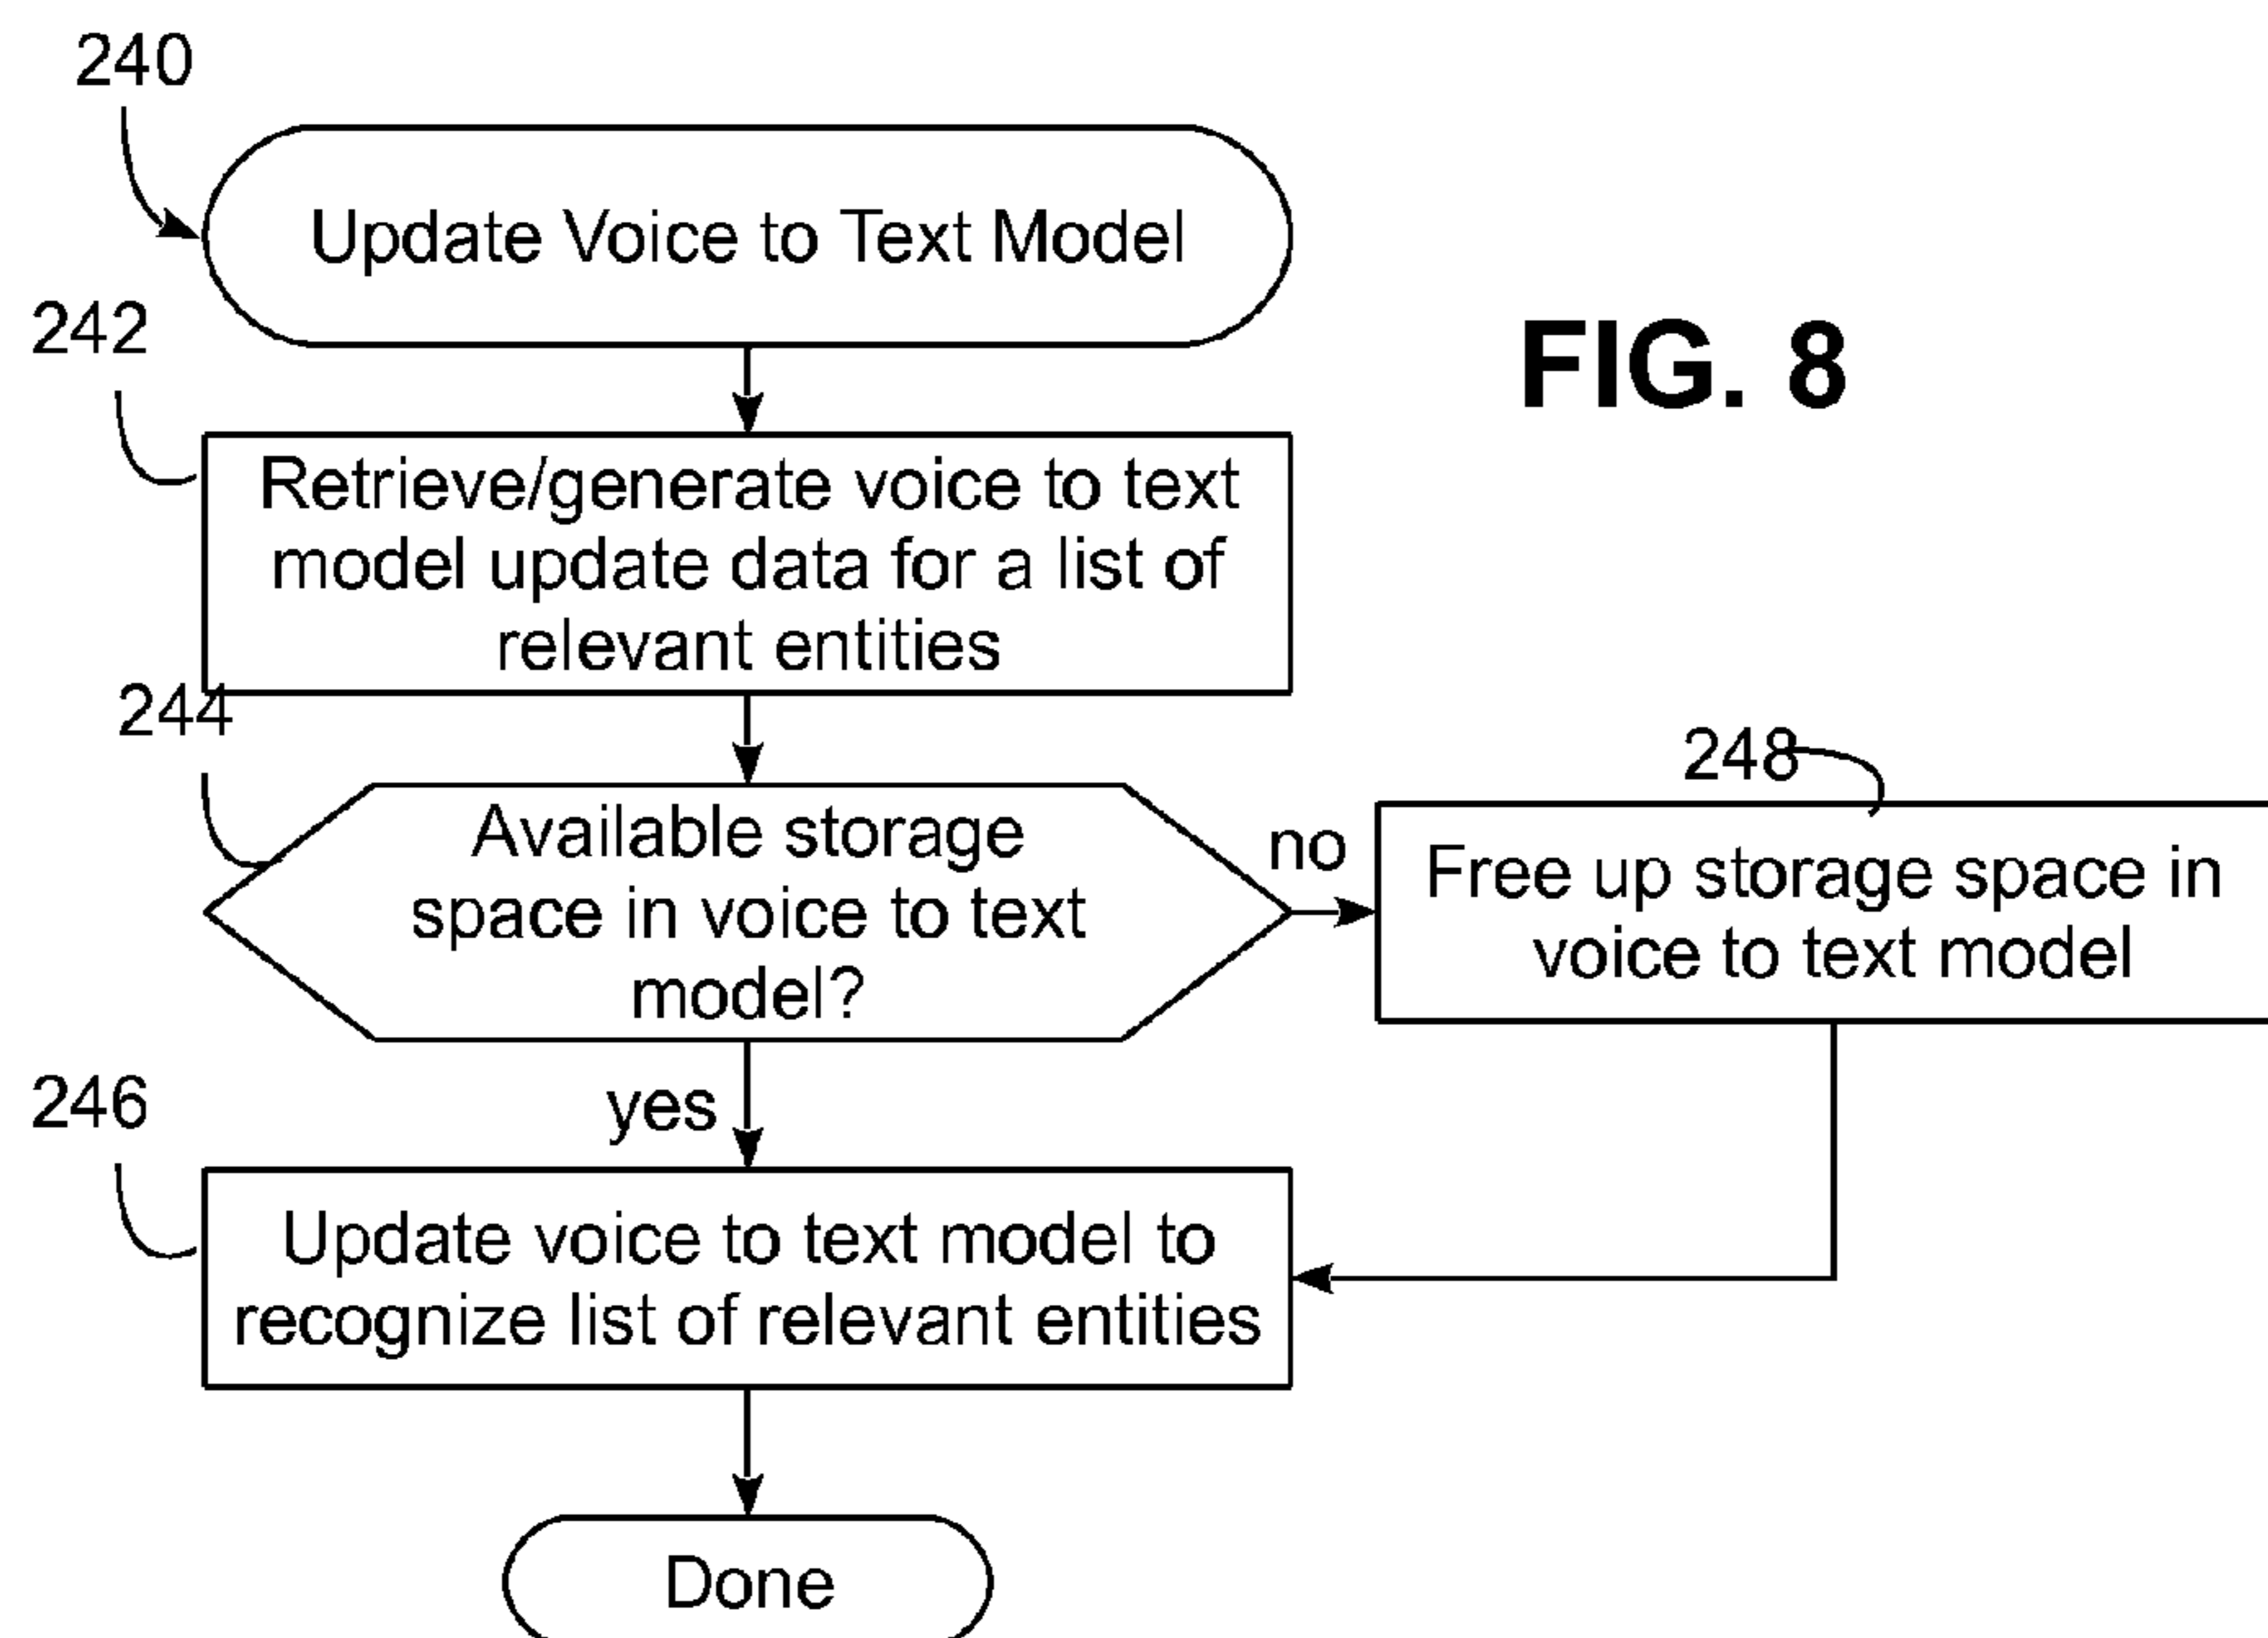 240
Update Voice to Text Model
242
FIG. 8
Retrieve/generate voice to text
model update data for a list of
relevant entities
244
248
Available storage
space in voice to text
model?
no
Free up storage space in
voice to text model
yes
246
Update voice to text model to
recognize list of relevant entities
Done